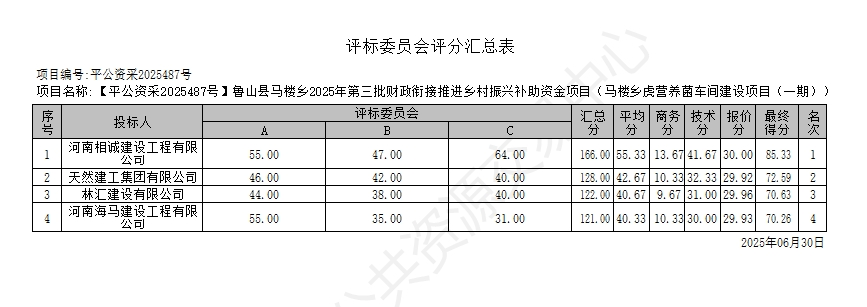 评标委员会评分汇总表
项目编号:平公资采2025487号
项目名称:【平公资采2025487号】鲁山县马楼乡2025年第三批财政衔接推进乡村振兴补助资金项目（马楼乡虎营养菌车间建设项目（一期））
序号 投标人 评标委员会 汇总分 平均分 商务分 技术分 报价分 最终得分 名次
A B C
1 河南相诚建设工程有限公司 55.00 47.00 64.00 166.00 55.33 13.67 41.67 30.00 85.33 1
2 天然建工集团有限公司 46.00 42.00 40.00 128.00 42.67 10.33 32.33 29.92 72.59 2
3 林汇建设有限公司 44.00 38.00 40.00 122.00 40.67 9.67 31.00 29.96 70.63 3
4 河南海马建设工程有限公司 55.00 35.00 31.00 121.00 40.33 10.33 30.00 29.93 70.26 4
2025年06月30日
公共资源交易中心